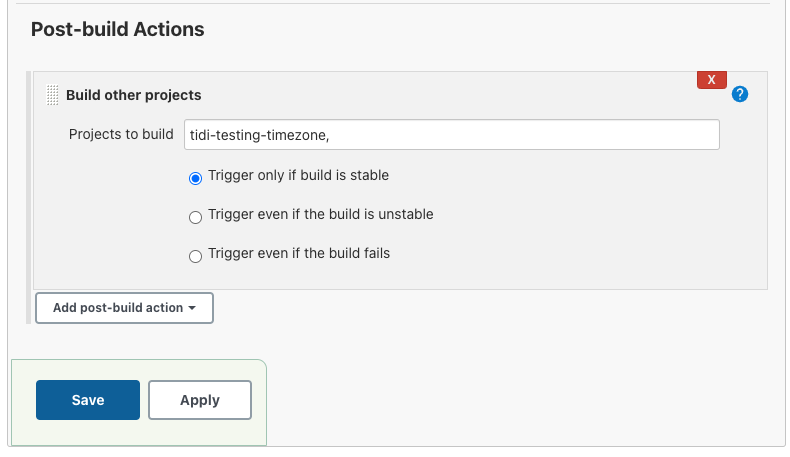 Post-build Actions
X
Build other projects
?
Projects to build tidi-testing-timezone,
Trigger only if build is stable
Trigger even if the build is unstable
Trigger even if the build fails
Add post-build action
Save Apply